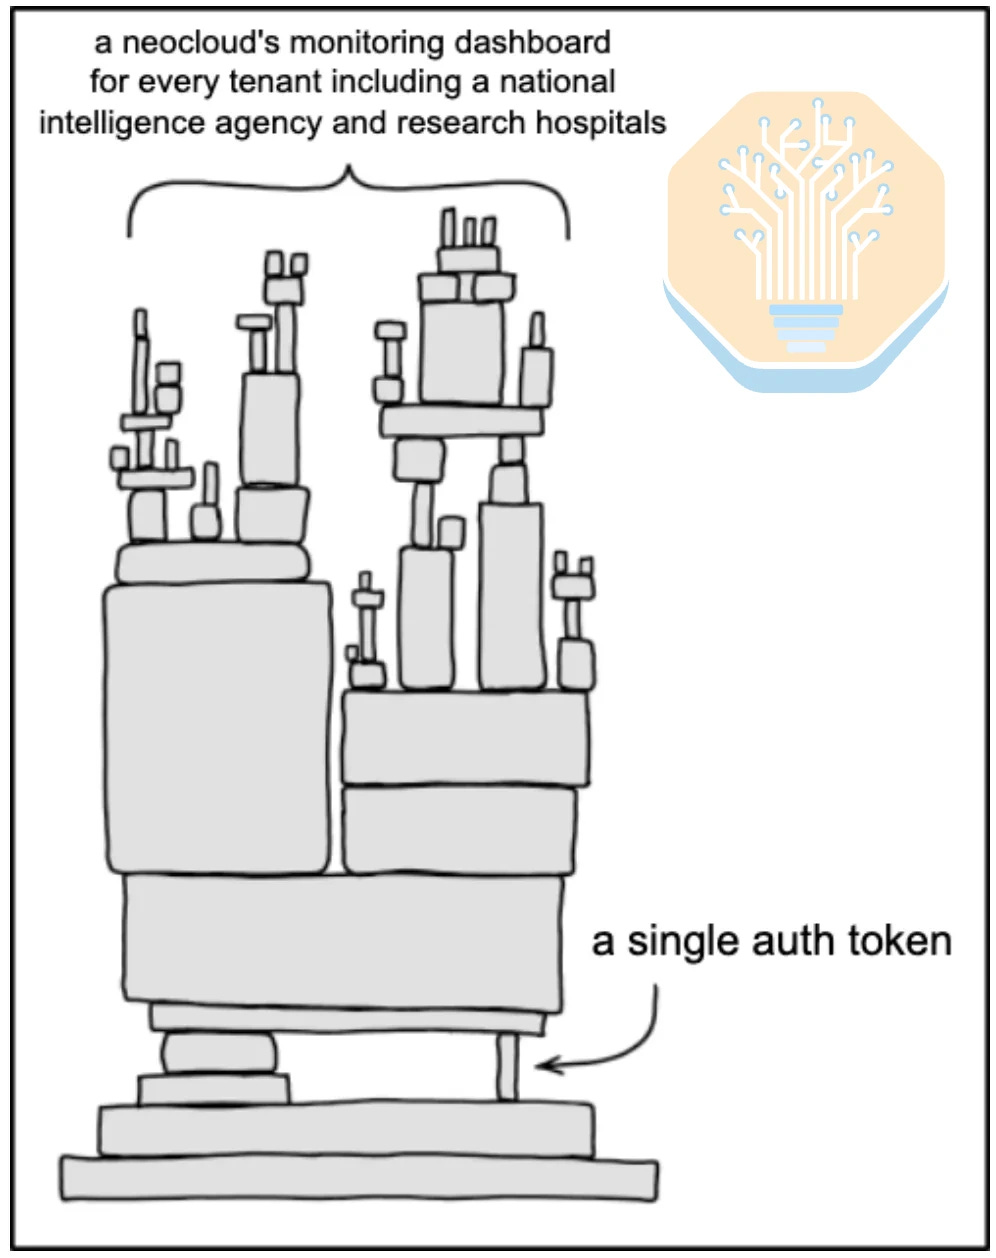 a neocloud's monitoring dashboard
for every tenant including a national
intelligence agency and research hospitals
a single auth token